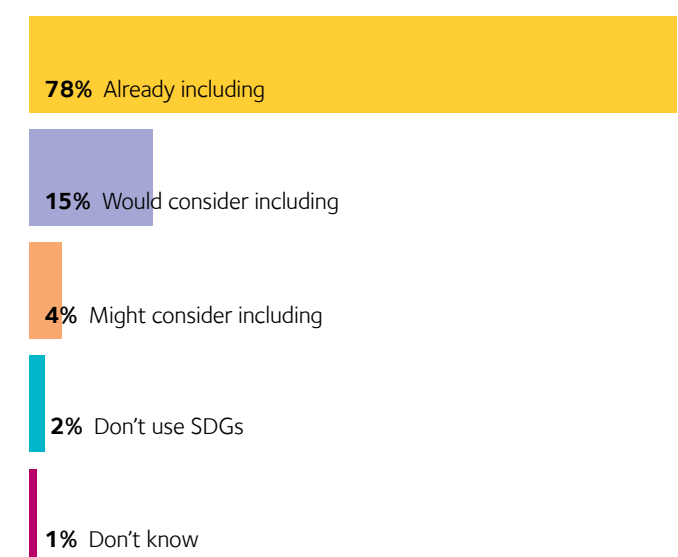 78% Already including
15% Would consider including
4% Might consider including
2% Don’t use SDGs
1% Don’t know